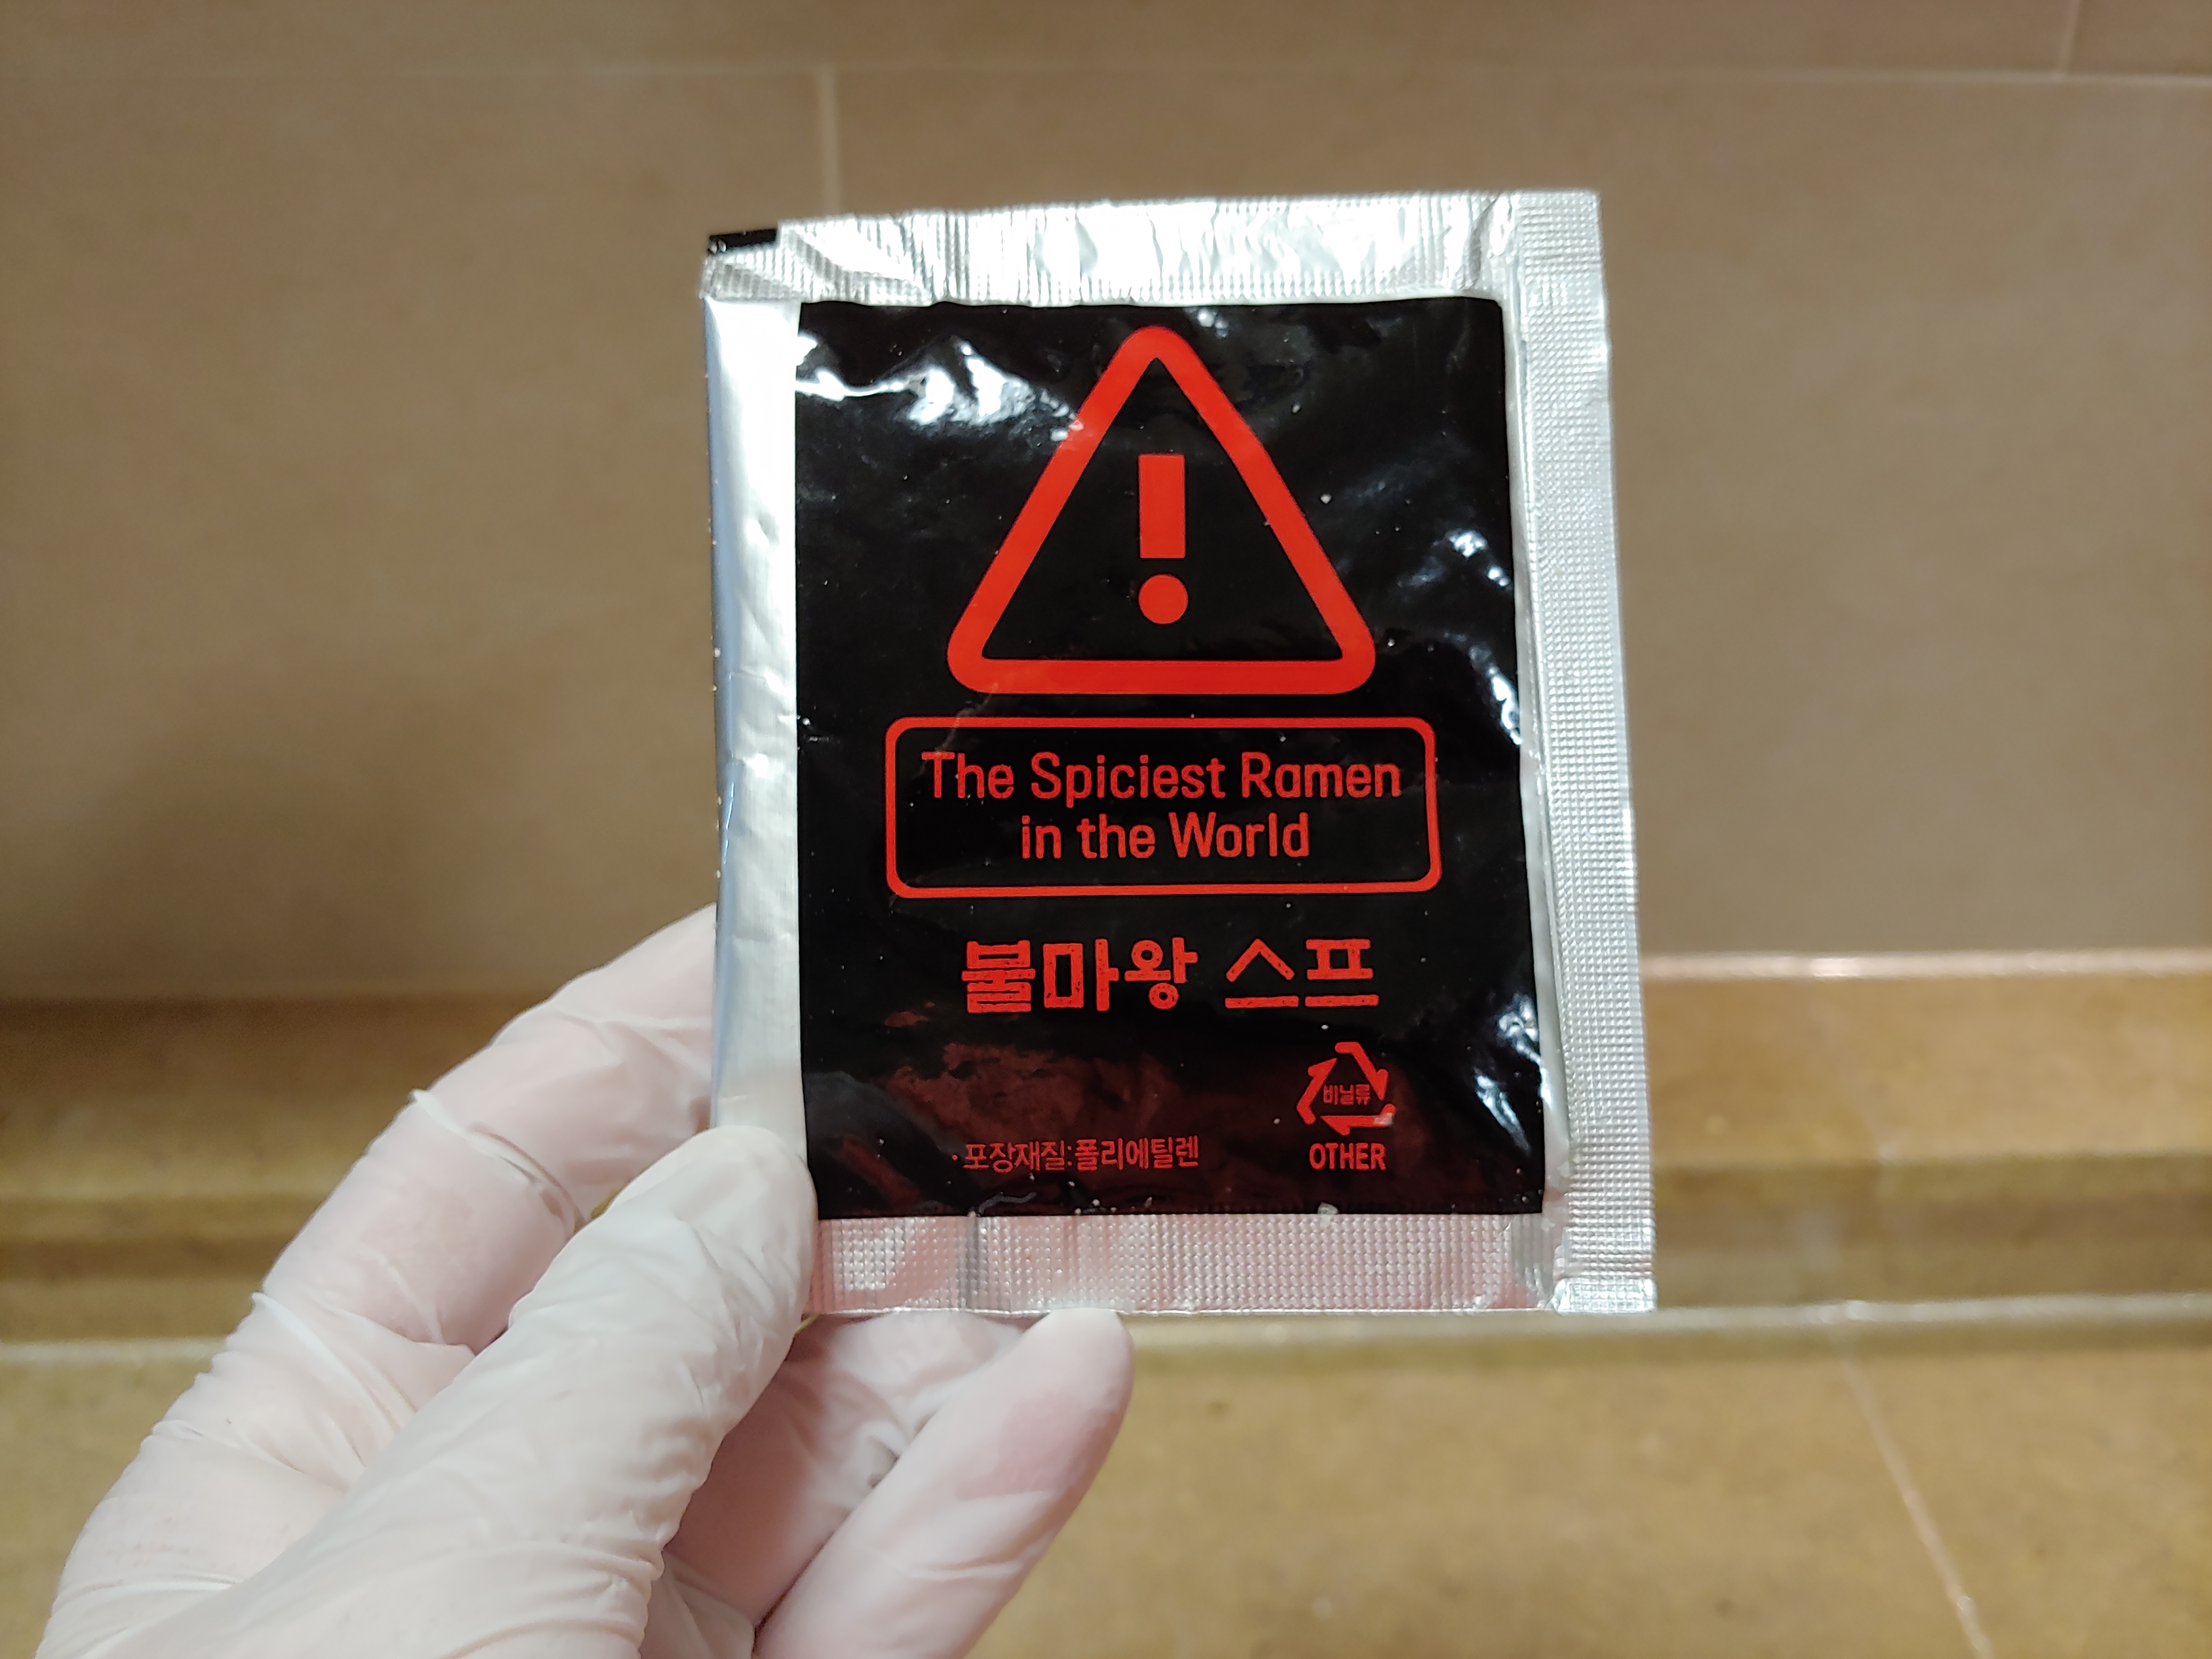 The Spiciest Ramen
in the World
불마왕 스프
비닐류
OTHER
·포장재질:폴리에틸렌